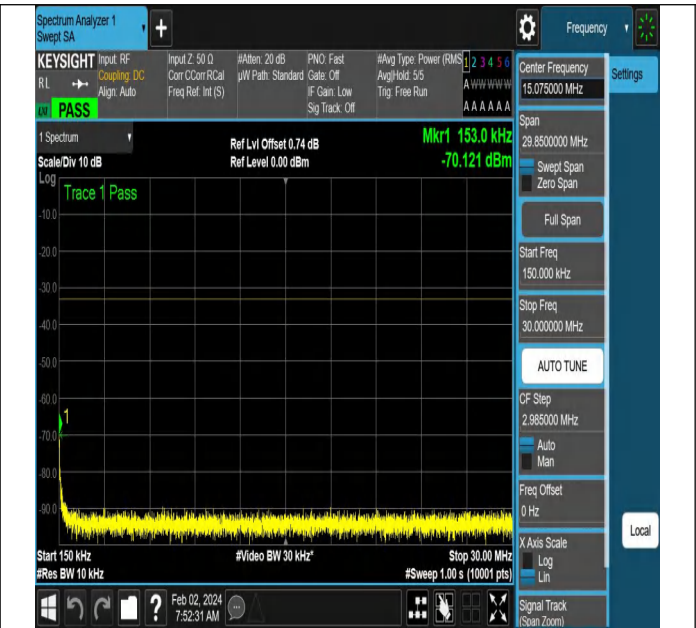 Spectrum Analyzer 1
Swept SA
Frequency
Settings
KEYSIGHT
RL
PASS
Input: RF
Coupling: DC
Align: Auto
Input Z: 50 Ω
Corr CCorr RCal
Freq Ref: Int (S)
#Atten: 20 dB
µW Path: Standard
PNO: Fast
Gate: Off
IF Gain: Low
Sig Track: Off
#Avg Type: Power (RMS
Avg|Hold: 5/5
Trig: Free Run
1 2 3 4 5 6
A W W W W W
A A A A A A
1 Spectrum
Scale/Div 10 dB
Ref Lvl Offset 0.74 dB
Ref Level 0.00 dBm
Mkr1 153.0 kHz
-70.121 dBm
Log
Trace 1 Pass
-10.0
-20.0
-30.0
-40.0
-50.0
-60.0
-70.0
-80.0
-90.0
1
Start 150 kHz
#Res BW 10 kHz
#Video BW 30 kHz*
Stop 30.00 MHz
#Sweep 1.00 s (10001 pts)
Center Frequency
15.075000 MHz
Span
29.8500000 MHz
Swept Span
Zero Span
Full Span
Start Freq
150.000 kHz
Stop Freq
30.000000 MHz
AUTO TUNE
CF Step
2.985000 MHz
Auto
Man
Freq Offset
0 Hz
X Axis Scale
Log
Lin
Signal Track
(Span Zoom)
Local
?
Feb 02, 2024
7:52:31 AM